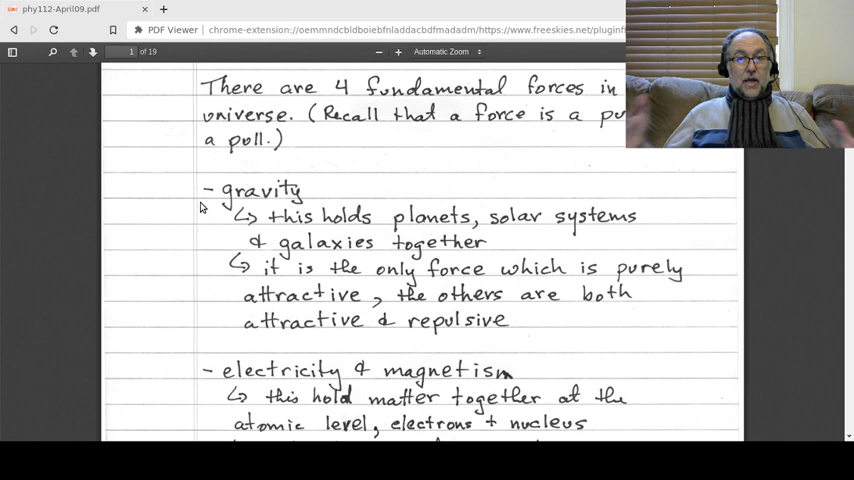 phy112-April09.pdf
PDF Viewer
chrome-extension://oemmndcbldboiebfnladdacbdfmadadm/https://www.freeskies.net/pluginfi
1 of 19
Automatic Zoom
There are 4 fundamental forces in
universe. (Recall that a force is a pu
a pull.)
- gravity
↳ this holds planets, solar systems
& galaxies together
↳ it is the only force which is purely
attractive, the others are both
attractive & repulsive
- electricity & magnetism
↳ this hold matter together at the
atomic level, electrons + nucleus